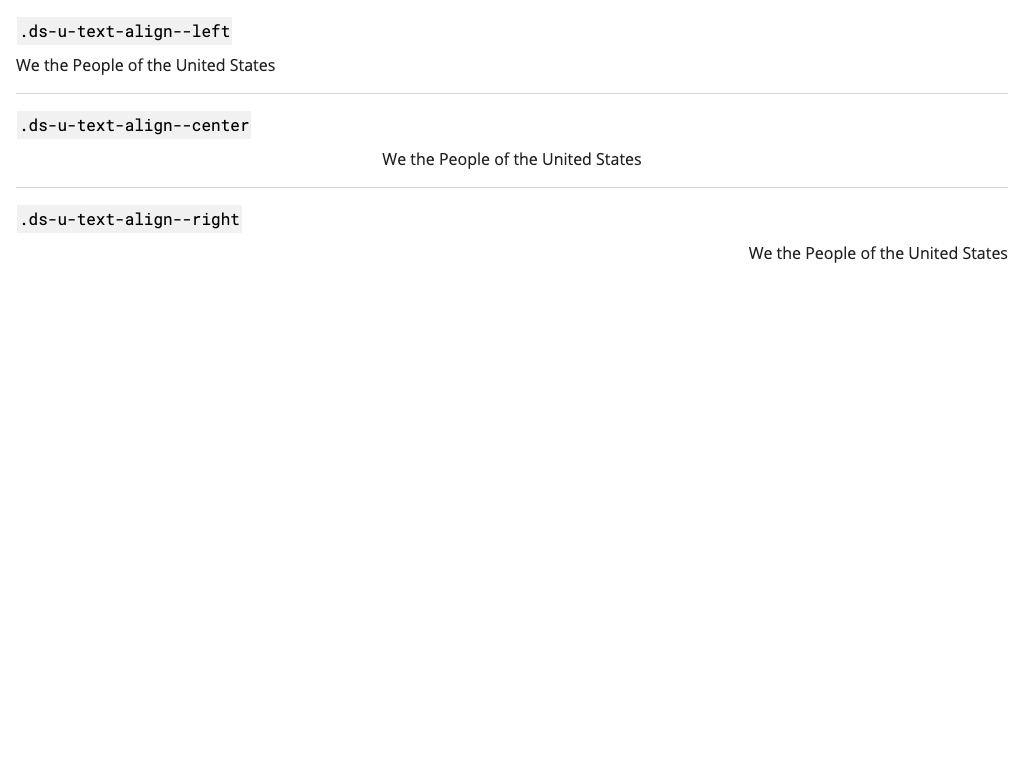 .ds-u-text-align--left
We the People of the United States
.ds-u-text-align--center
We the People of the United States
.ds-u-text-align--right
We the People of the United States